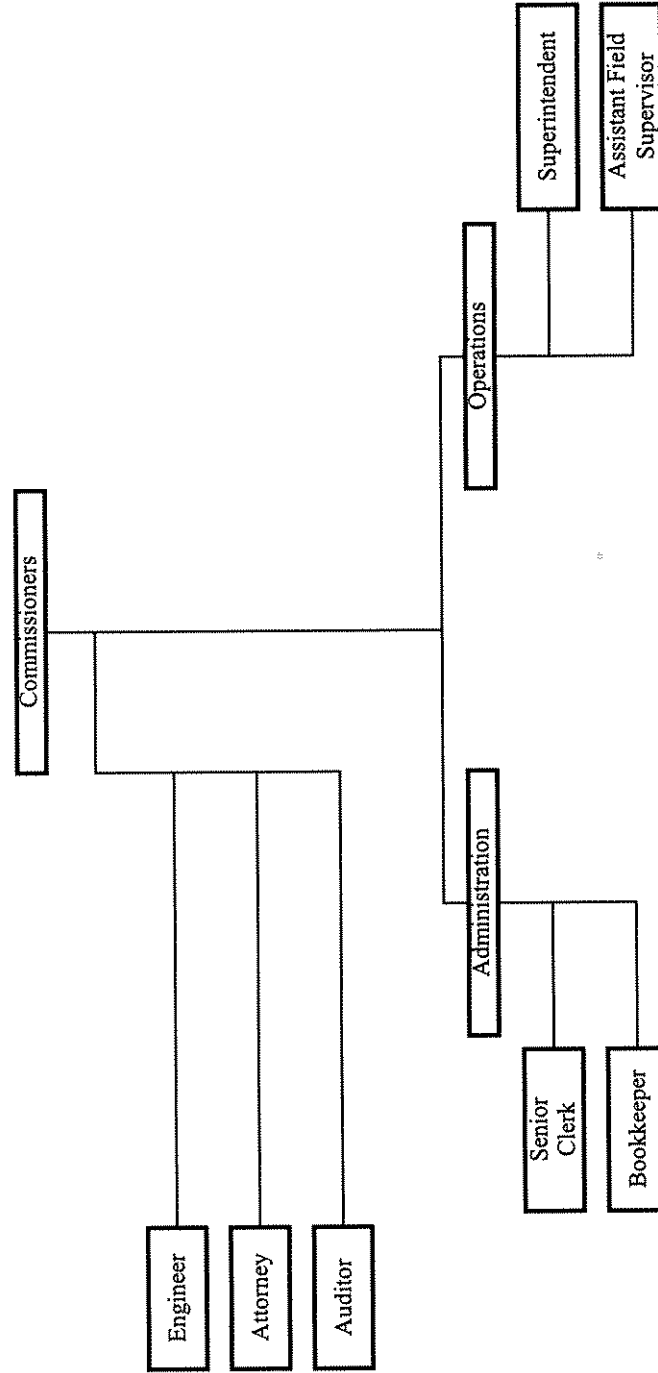 Commissioners
Engineer
Attorney
Auditor
Administration
Operations
Senior
Clerk
Bookkeeper
Superintendent
Assistant Field
Supervisor